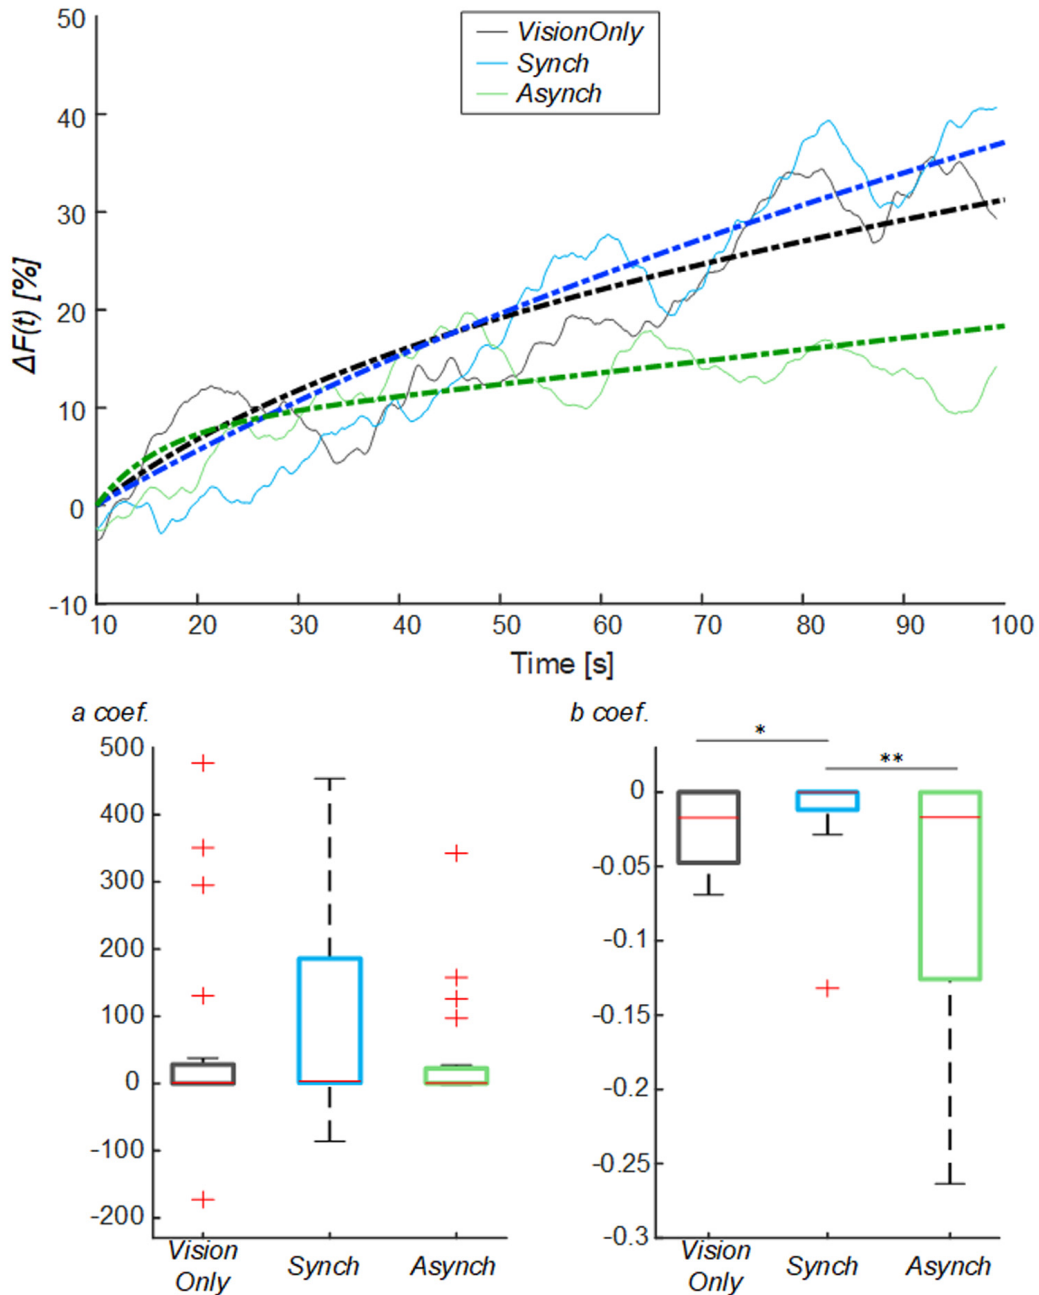 50
40
30
20
10
0
-10
ΔF(t) [%]
VisionOnly
Synch
Asynch
10 20 30 40 50 60 70 80 90 100
Time [s]
a coef.
500
400
300
200
100
0
-100
-200
Vision Only Synch Asynch
b coef.
*
**
0
-0.05
-0.1
-0.15
-0.2
-0.25
-0.3
Vision Only Synch Asynch